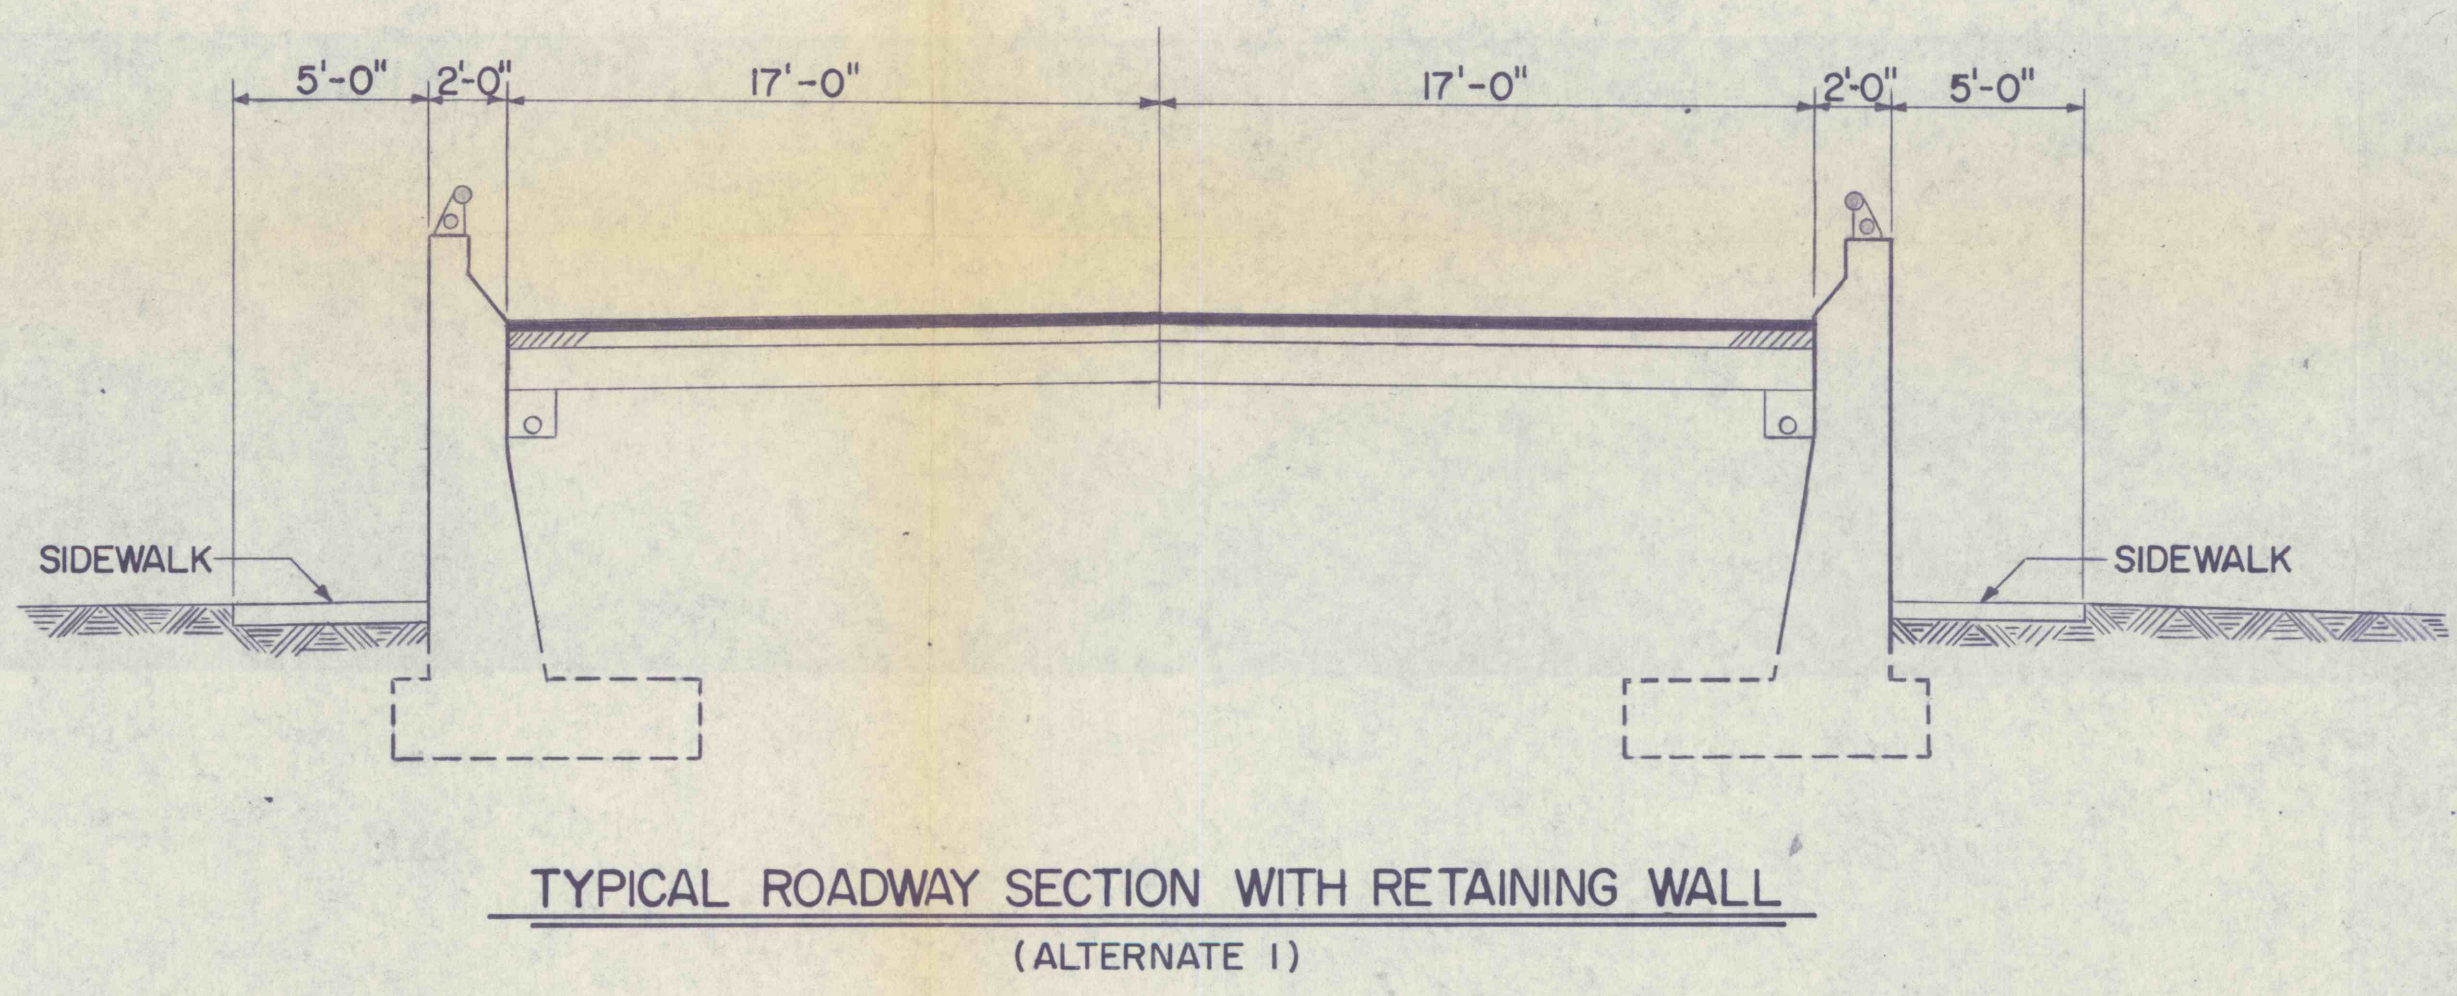 5'-0" 2'-0" 17'-0" 17'-0" 2'-0" 5'-0"
SIDEWALK SIDEWALK
TYPICAL ROADWAY SECTION WITH RETAINING WALL
(ALTERNATE 1)